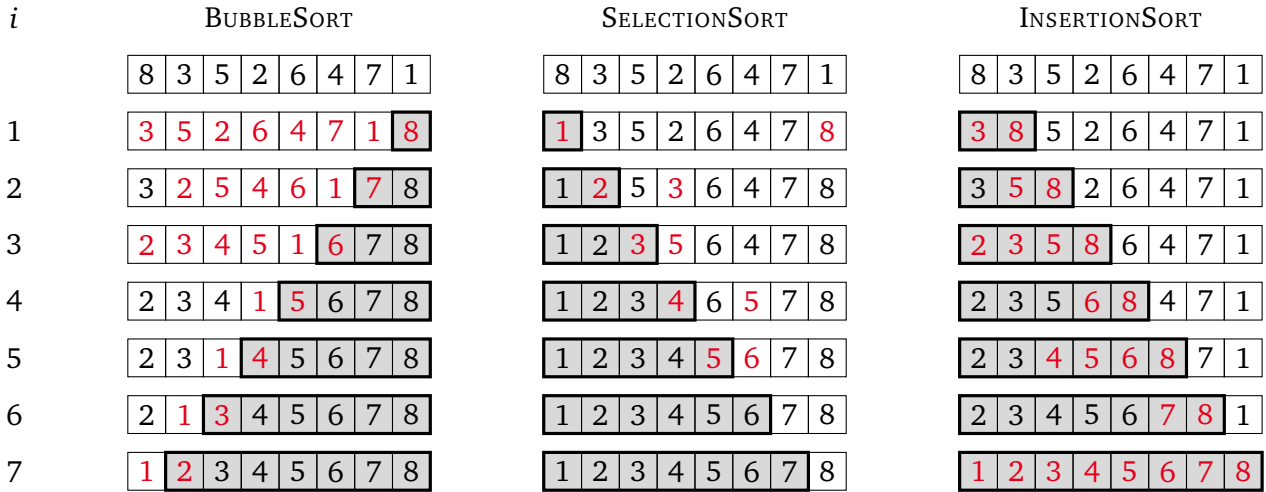 i BUBBLESORT SELECTIONSORT INSERTIONSORT
8 3 5 2 6 4 7 1 8 3 5 2 6 4 7 1 8 3 5 2 6 4 7 1
1 3 5 2 6 4 7 1 8 1 3 5 2 6 4 7 8 3 8 5 2 6 4 7 1
2 3 2 5 4 6 1 7 8 1 2 5 3 6 4 7 8 3 5 8 2 6 4 7 1
3 2 3 4 5 1 6 7 8 1 2 3 5 6 4 7 8 2 3 5 8 6 4 7 1
4 2 3 4 1 5 6 7 8 1 2 3 4 6 5 7 8 2 3 5 6 8 4 7 1
5 2 3 1 4 5 6 7 8 1 2 3 4 5 6 7 8 2 3 4 5 6 8 7 1
6 2 1 3 4 5 6 7 8 1 2 3 4 5 6 7 8 2 3 4 5 6 7 8 1
7 1 2 3 4 5 6 7 8 1 2 3 4 5 6 7 8 1 2 3 4 5 6 7 8